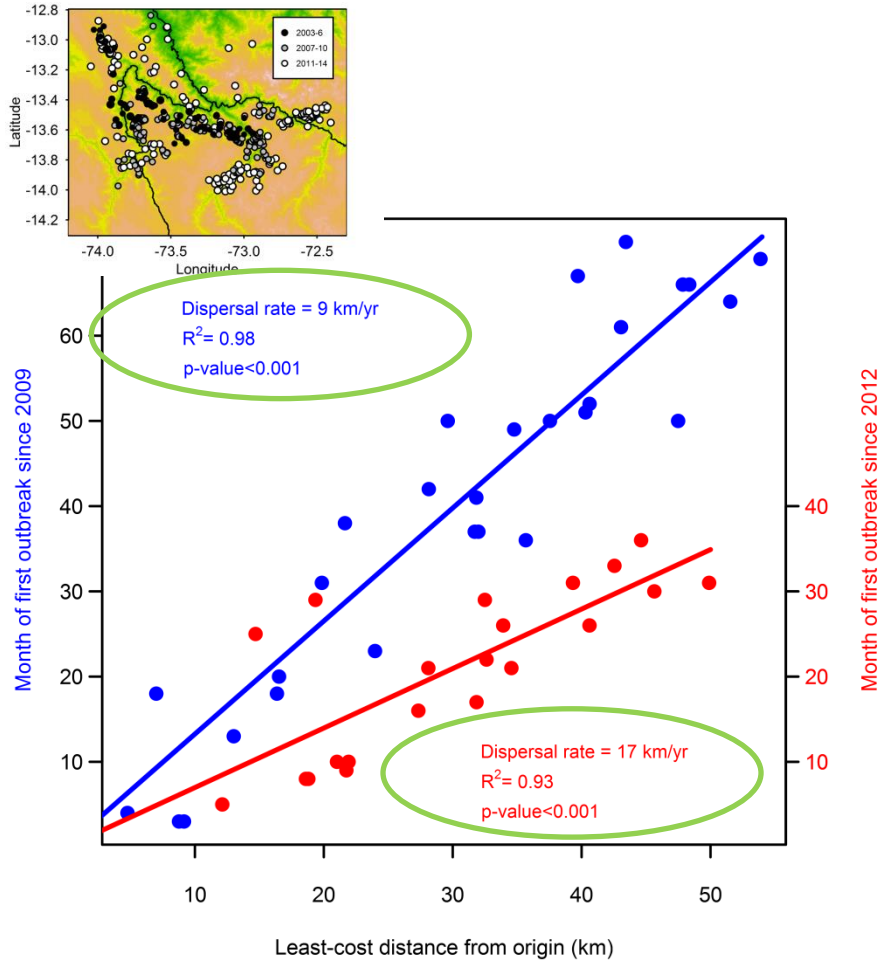 -12.8
-13.0
-13.2
-13.4
-13.6
-13.8
-14.0
-14.2
Latitude
2003-6
2007-10
2011-14
-74.0 -73.5 -73.0 -72.5
Longitude
Dispersal rate = 9 km/yr
R²= 0.98
p-value<0.001
60
50
40
30
20
10
Month of first outbreak since 2009
40
30
20
10
Month of first outbreak since 2012
Dispersal rate = 17 km/yr
R²= 0.93
p-value<0.001
10 20 30 40 50
Least-cost distance from origin (km)